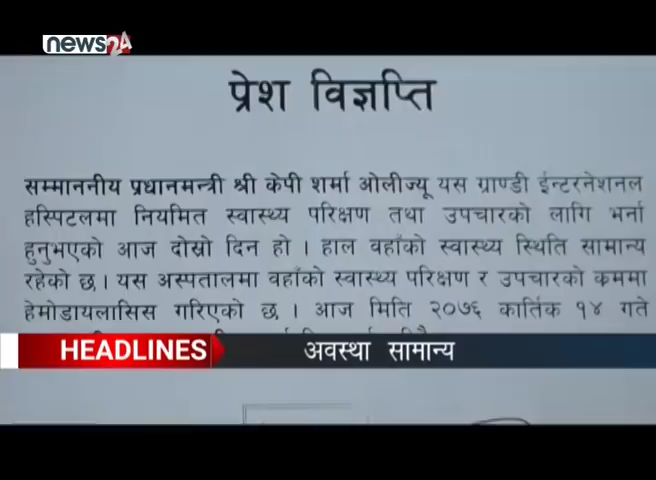 news24
प्रेश विज्ञप्ति
सम्माननीय प्रधानमन्त्री श्री केपी शर्मा ओलीज्यू यस ग्राण्डी ईन्टरनेशनल
हस्पिटलमा नियमित स्वास्थ्य परिक्षण तथा उपचारको लागि भर्ना
हुनुभएको आज दोस्रो दिन हो । हाल वहाँको स्वास्थ्य स्थिति सामान्य
रहेको छ । यस अस्पतालमा वहाँको स्वास्थ्य परिक्षण र उपचारको क्रममा
हेमोडायलासिस गरिएको छ । आज मिति २०७६ कार्तिक १४ गते
HEADLINES
अवस्था सामान्य